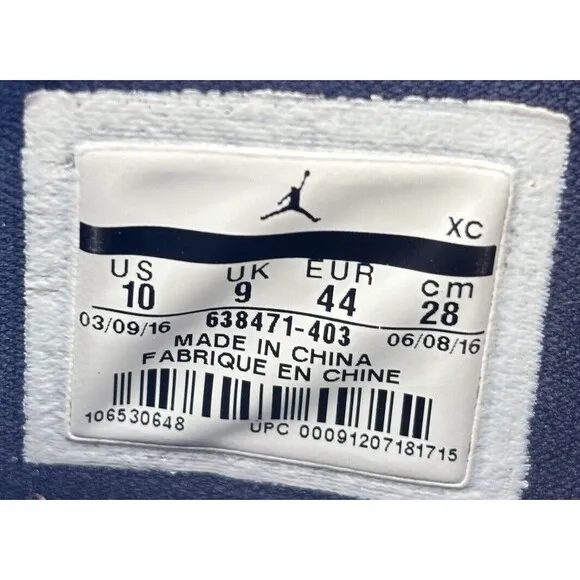 XC
US UK EUR cm
10 9 44 28
03/09/16 638471-403 06/08/16
MADE IN CHINA
FABRIQUE EN CHINE
106530648 UPC 00091207181715